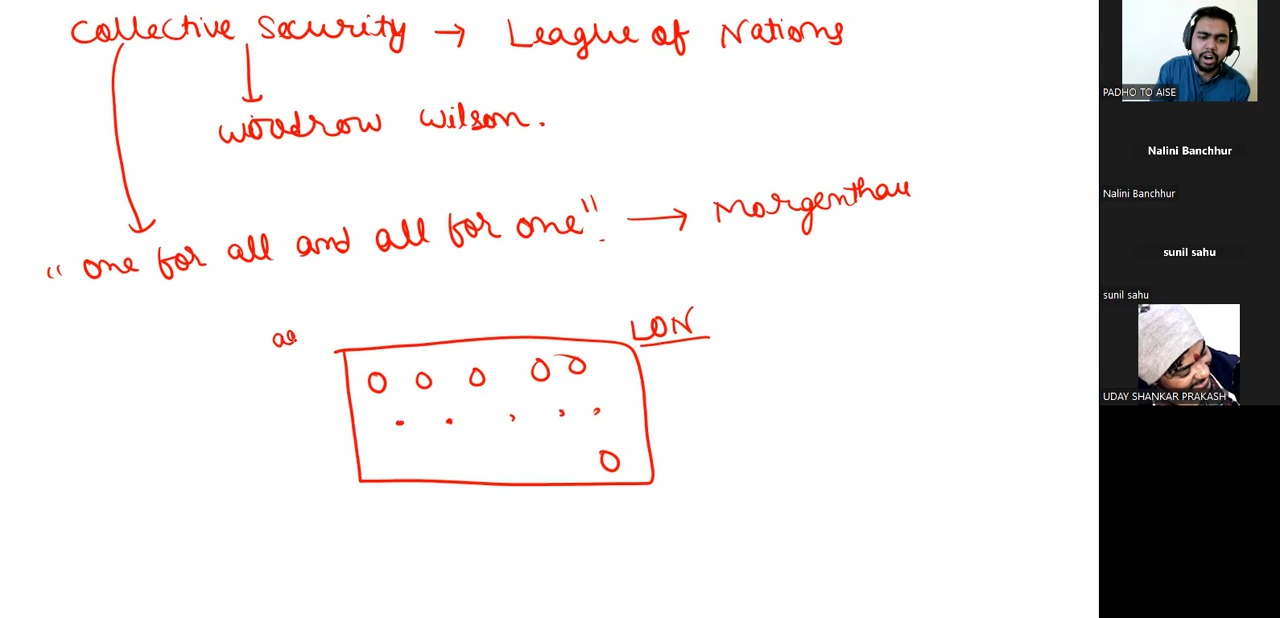 Collective Security → League of Nations
Woodrow Wilson.
"one for all and all for one". → Morgenthau
LON
PADHO TO AISE
Nalini Banchhur
Nalini Banchhur
sunil sahu
sunil sahu
UDAY SHANKAR PRAKASH